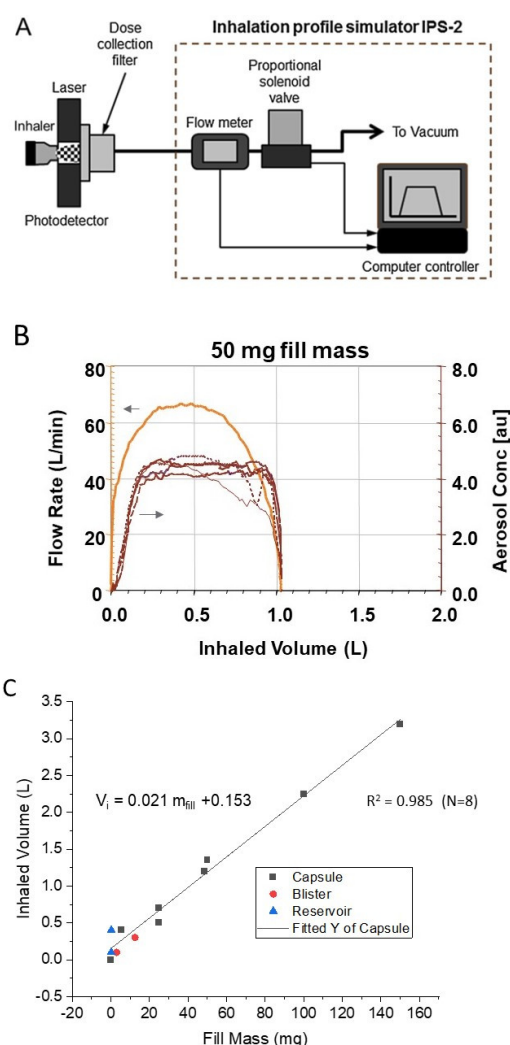 A
Dose
collection
filter
Inhalation profile simulator IPS-2
Laser
Inhaler
Photodetector
Flow meter
Proportional
solenoid
valve
To Vacuum
Computer controller
B
50 mg fill mass
80
60
40
20
0
Flow Rate (L/min)
8.0
6.0
4.0
2.0
0.0
Aerosol Conc [au]
0.0 0.5 1.0 1.5 2.0
Inhaled Volume (L)
C
3.5
3.0
2.5
2.0
1.5
1.0
0.5
0.0
-0.5
Inhaled Volume (L)
Vi = 0.021 mfill +0.153
R² = 0.985 (N=8)
Capsule
Blister
Reservoir
Fitted Y of Capsule
-20 0 20 40 60 80 100 120 140 160
Fill Mass (mg)